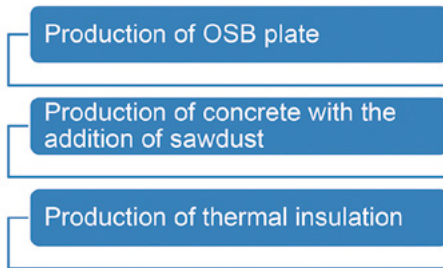 Production of OSB plate
Production of concrete with the
addition of sawdust
Production of thermal insulation